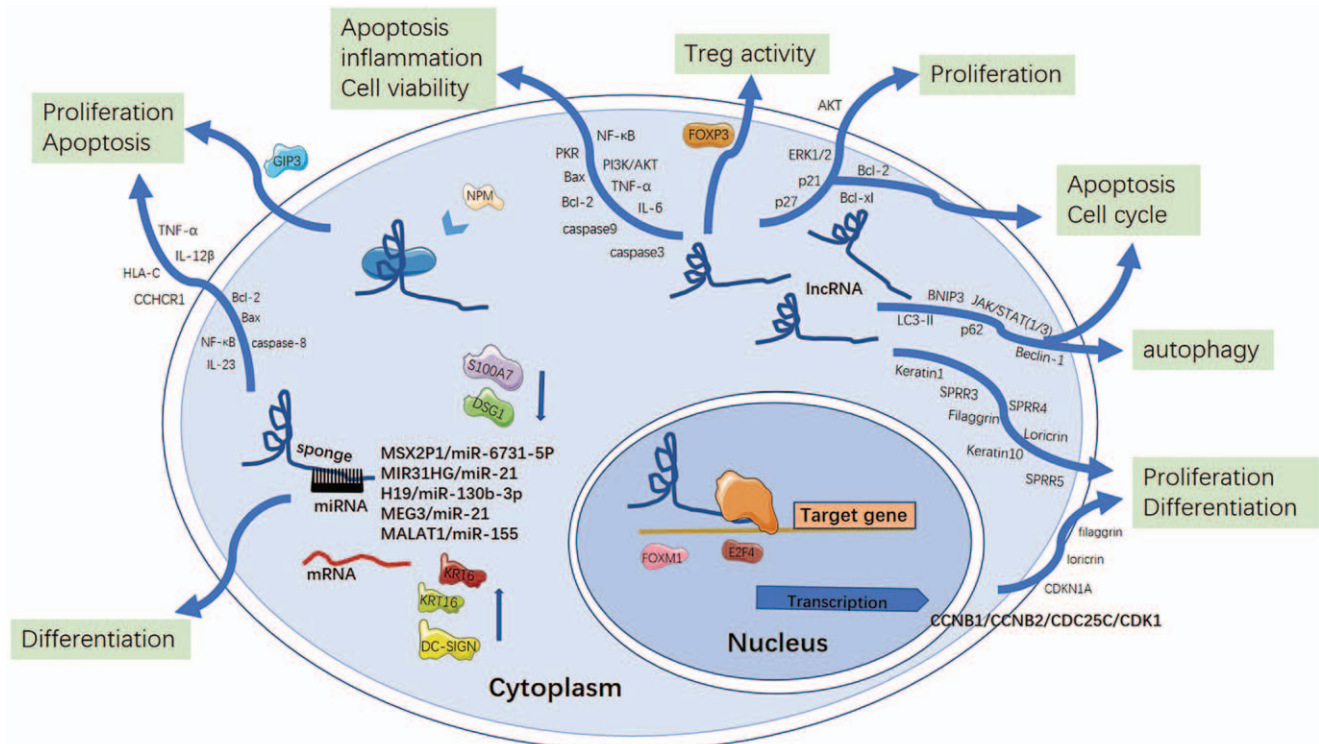 Apoptosis
inflammation
Cell viability
Treg activity
Proliferation
Proliferation
Apoptosis
GIP3
NPM
NF-κB
PKR
PI3K/AKT
Bax
TNF-α
Bcl-2
IL-6
caspase9
caspase3
FOXP3
AKT
ERK1/2
p21
p27
Bcl-2
Bcl-xl
Apoptosis
Cell cycle
TNF-α
IL-12β
HLA-C
CCHCR1
Bcl-2
Bax
NF-κB
caspase-8
IL-23
lncRNA
BNIP3
JAK/STAT(1/3)
LC3-II
p62
Beclin-1
autophagy
Keratin1
SPRR3
SPRR4
Filaggrin
Loricrin
Keratin10
SPRR5
Proliferation
Differentiation
S100A7
DSG1
sponge
miRNA
MSX2P1/miR-6731-5P
MIR31HG/miR-21
H19/miR-130b-3p
MEG3/miR-21
MALAT1/miR-155
mRNA
KRT6
KRT16
DC-SIGN
Differentiation
Cytoplasm
Target gene
FOXM1
E2F4
Transcription
Nucleus
filaggrin
loricrin
CDKN1A
CCNB1/CCNB2/CDC25C/CDK1